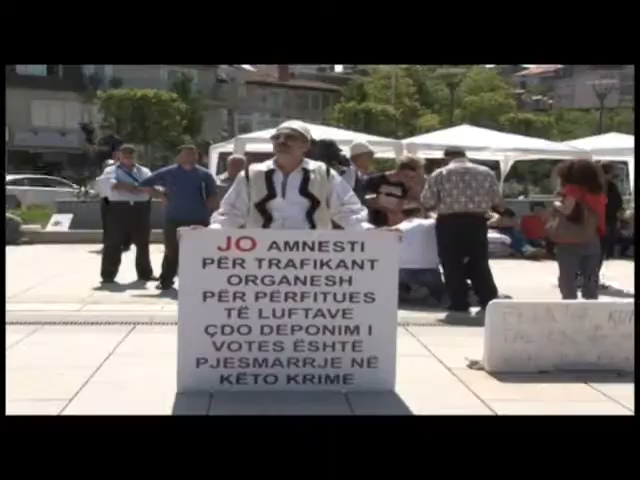 JO AMNESTI
PËR TRAFIKANT
ORGANESH
PËR PËRFITUES
TË LUFTAVE
ÇDO DEPONIM I
VOTES ËSHTË
PJESMARRJE NË
KËTO KRIME